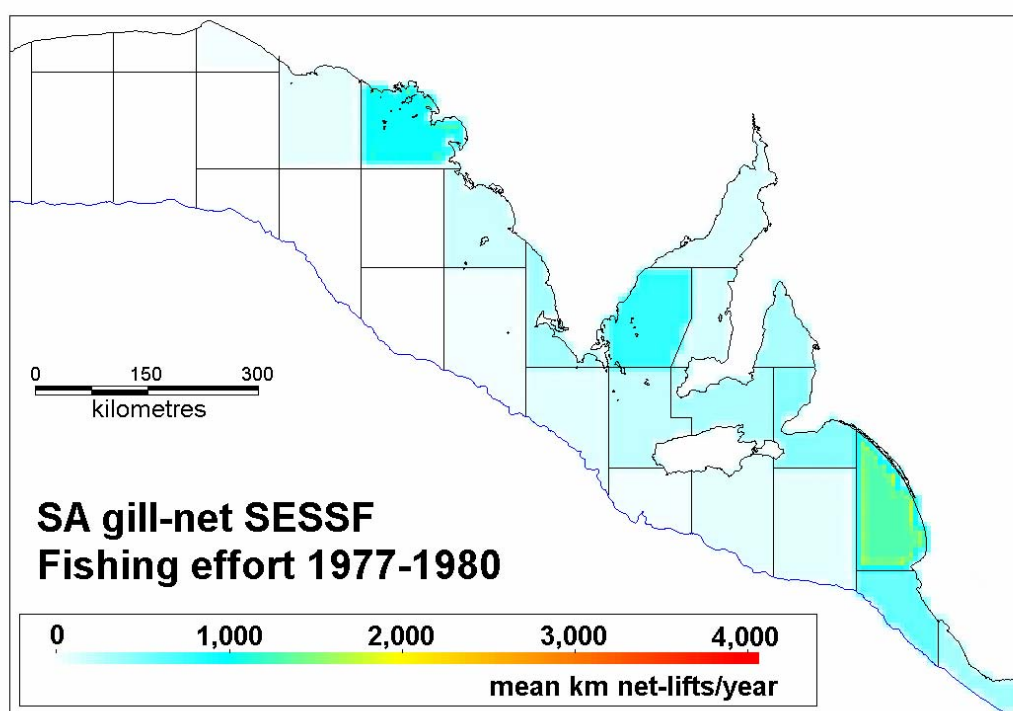 0 150 300
kilometres
SA gill-net SESSF
Fishing effort 1977-1980
0 1,000 2,000 3,000 4,000
mean km net-lifts/year